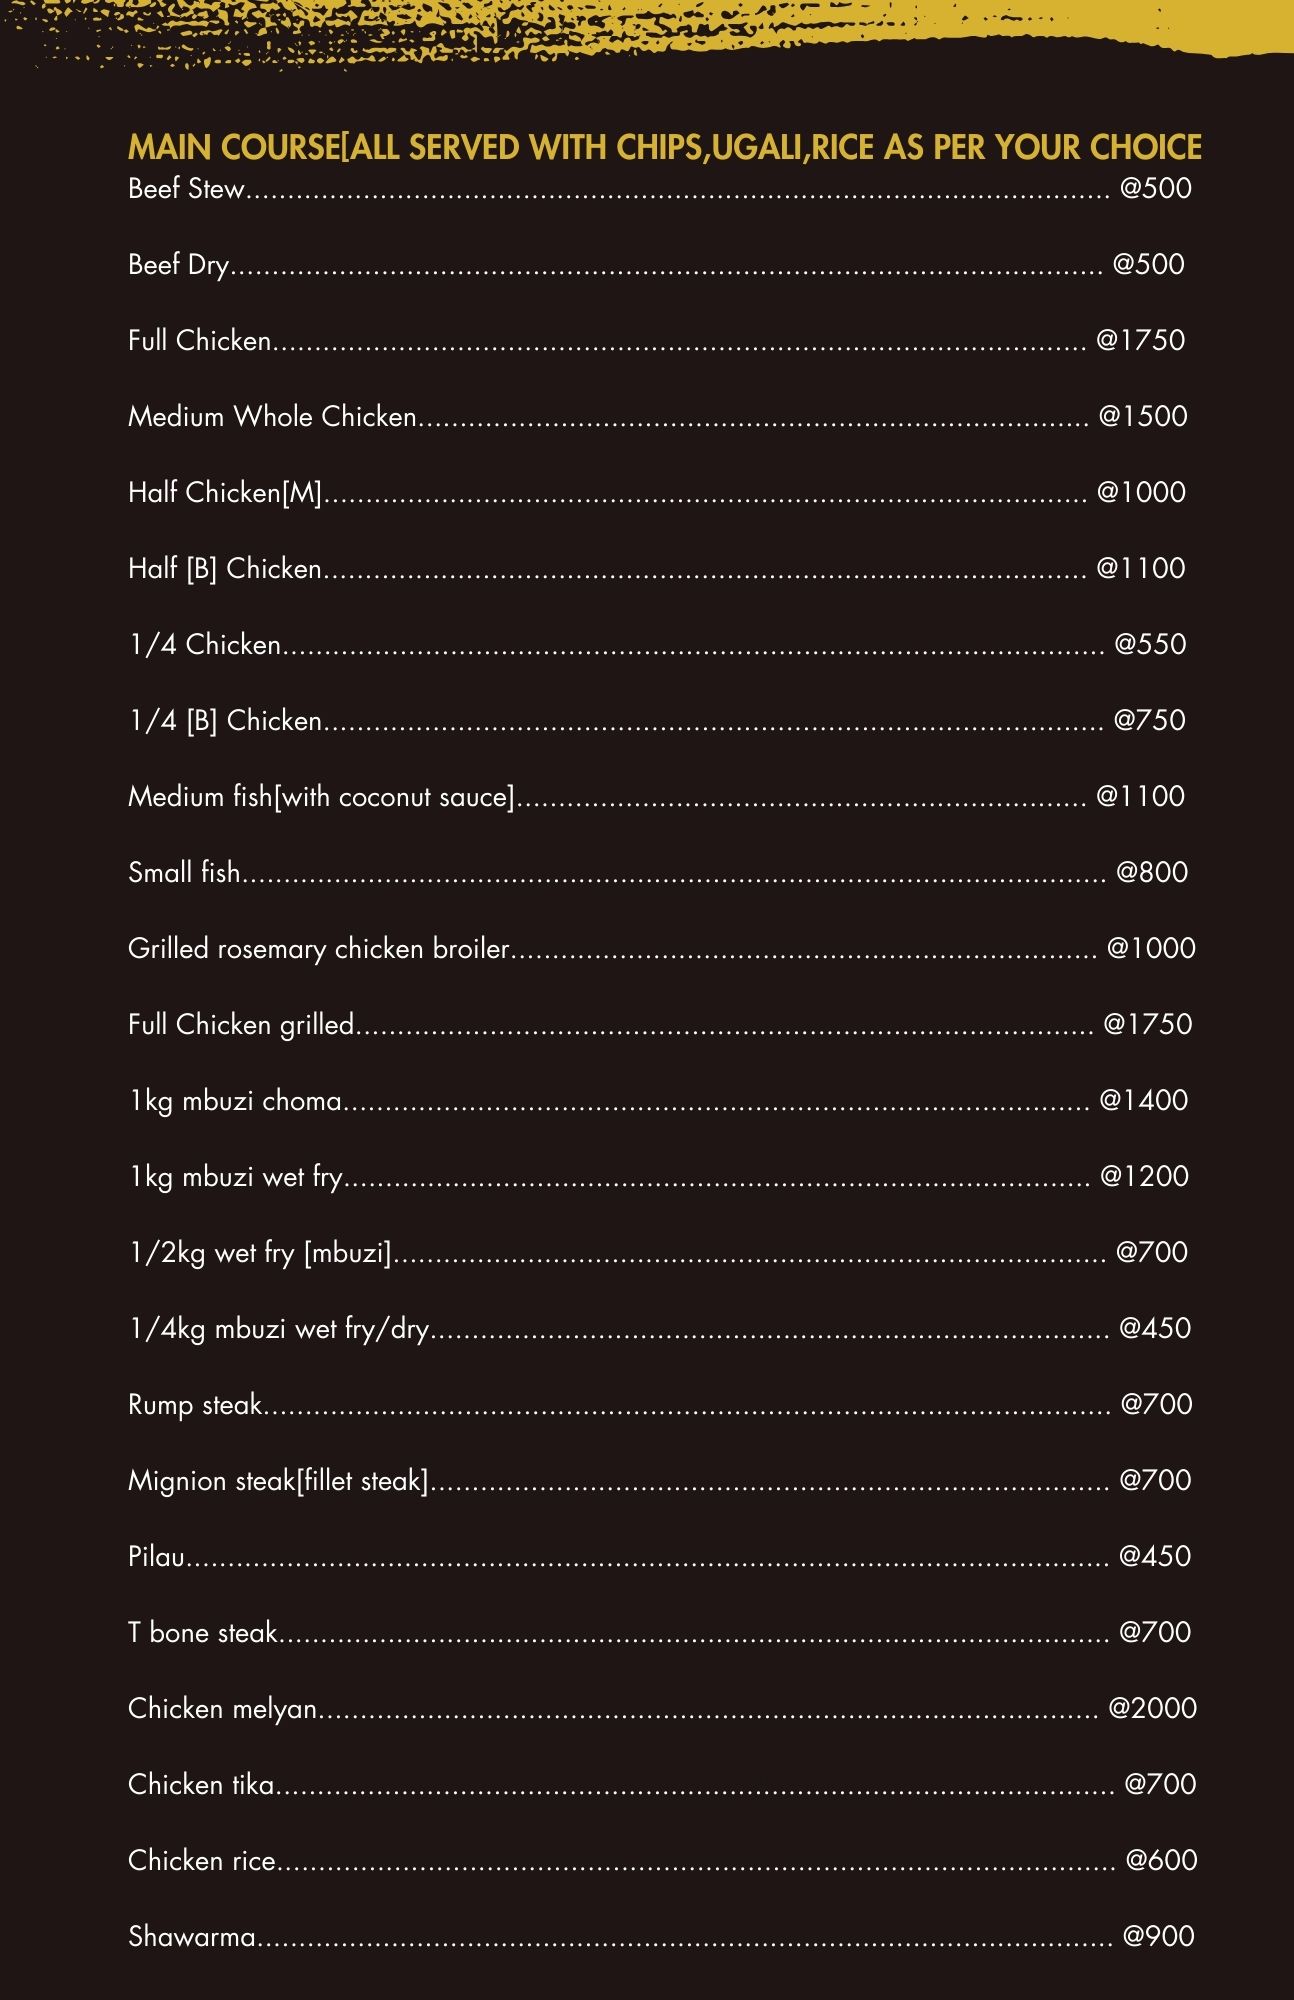 MAIN COURSE[ALL SERVED WITH CHIPS,UGALI,RICE AS PER YOUR CHOICE
Beef Stew................................................................ @500
Beef Dry................................................................ @500
Full Chicken................................................................ @1750
Medium Whole Chicken................................................................ @1500
Half Chicken[M]................................................................ @1000
Half [B] Chicken................................................................ @1100
1/4 Chicken................................................................ @550
1/4 [B] Chicken................................................................ @750
Medium fish[with coconut sauce]................................................................ @1100
Small fish................................................................ @800
Grilled rosemary chicken broiler................................................................ @1000
Full Chicken grilled................................................................ @1750
1kg mbuzi choma................................................................ @1400
1kg mbuzi wet fry................................................................ @1200
1/2kg wet fry [mbuzi]................................................................ @700
1/4kg mbuzi wet fry/dry................................................................ @450
Rump steak................................................................ @700
Mignion steak[fillet steak]................................................................ @700
Pilau................................................................ @450
T bone steak................................................................ @700
Chicken melyan................................................................ @2000
Chicken tika................................................................ @700
Chicken rice................................................................ @600
Shawarma................................................................ @900